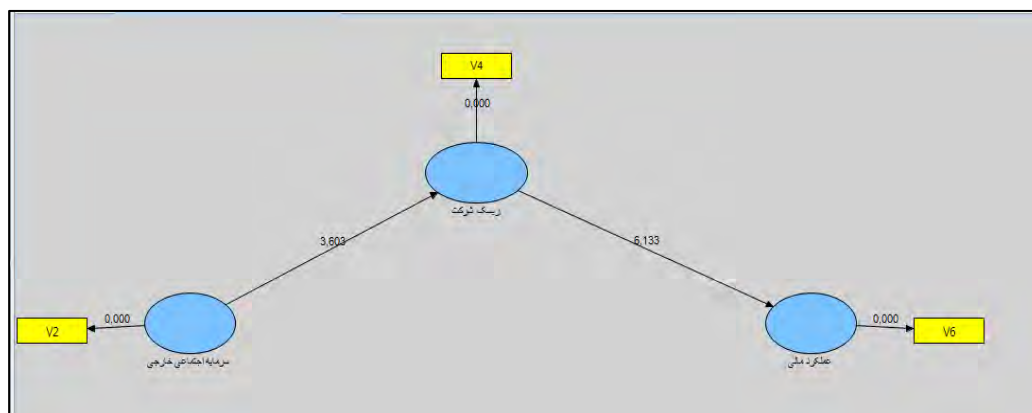 V4
0,000
ریسک شرکت
3,603
6,133
V2
0,000
سرمایه اجتماعی خارجی
عملکرد مالی
0,000
V6